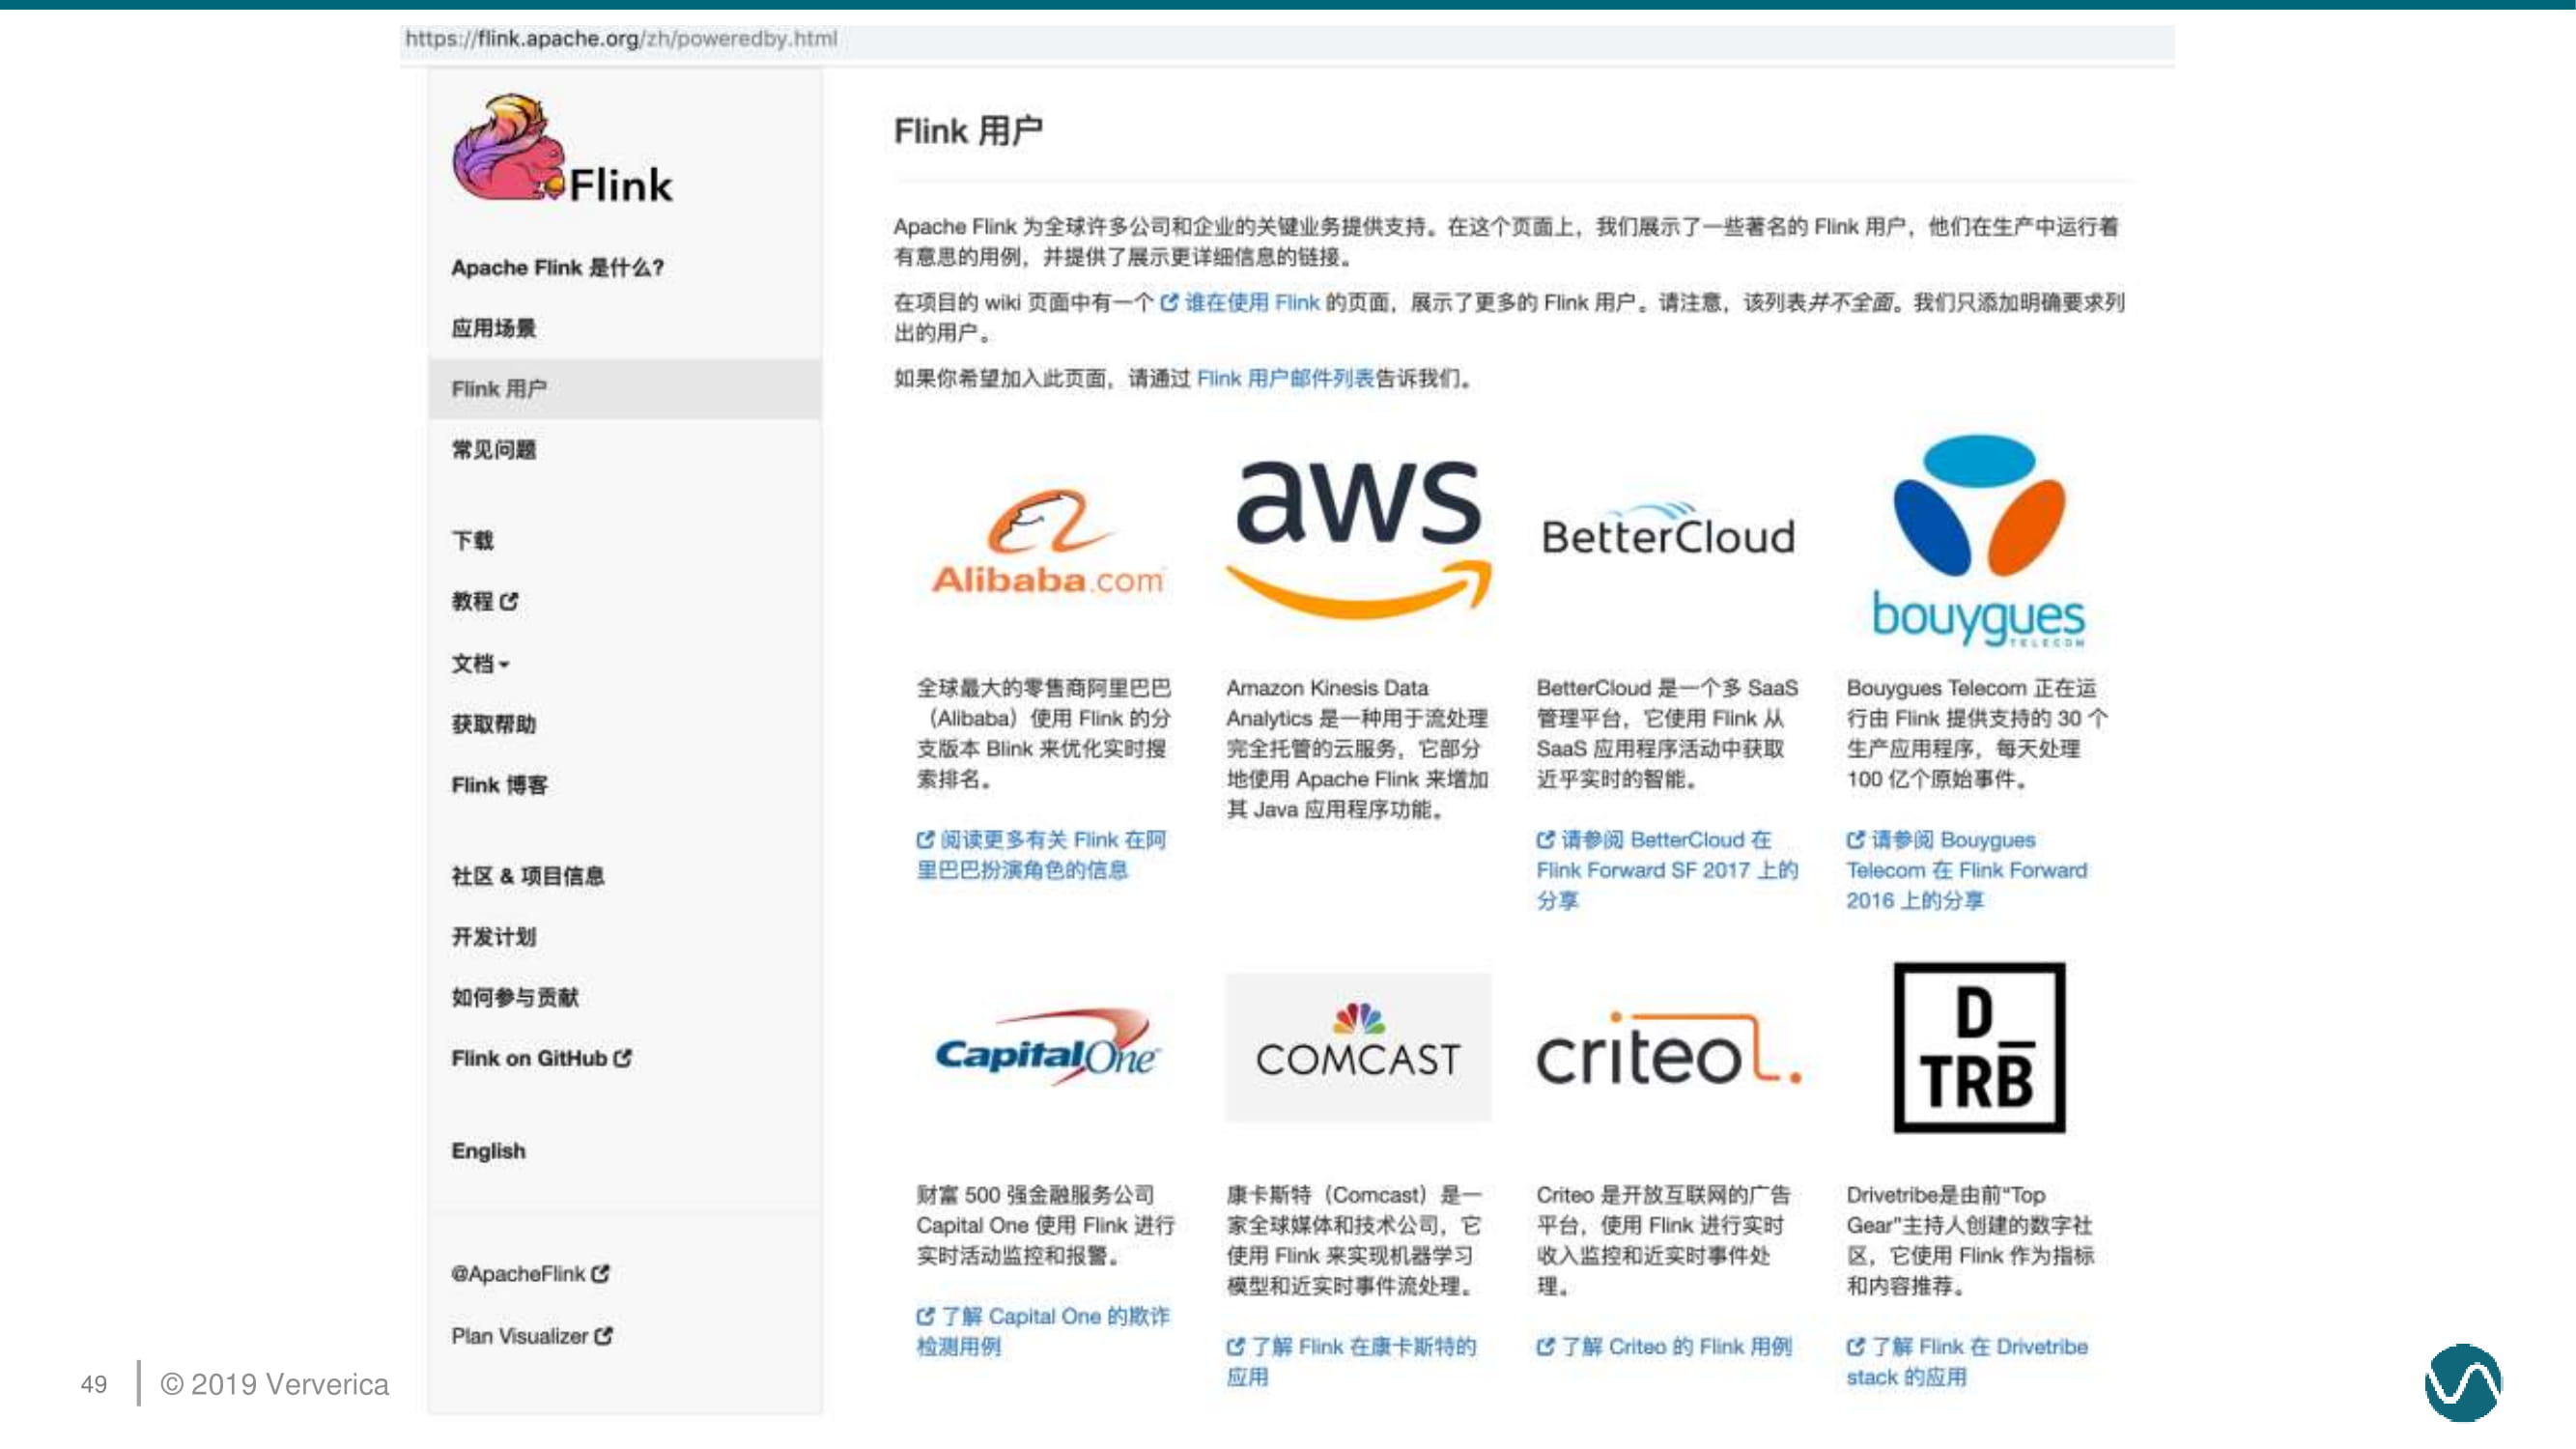 https://flink.apache.org/zh/poweredby.html
Flink
Apache Flink 是什么?
应用场景
Flink 用户
常见问题
下载
教程
文档
获取帮助
Flink 博客
社区 & 项目信息
开发计划
如何参与贡献
Flink on GitHub
English
@ApacheFlink
Plan Visualizer
Flink 用户
Apache Flink 为全球许多公司和企业的关键业务提供支持。在这个页面上，我们展示了一些著名的 Flink 用户，他们在生产中运行着
有意思的用例，并提供了展示更详细信息的链接。
在项目的 wiki 页面中有一个 谁在使用 Flink 的页面，展示了更多的 Flink 用户。请注意，该列表并不全面。我们只添加明确要求列
出的用户。
如果你希望加入此页面，请通过 Flink 用户邮件列表告诉我们。
Alibaba.com
全球最大的零售商阿里巴巴
（Alibaba）使用 Flink 的分
支版本 Blink 来优化实时搜
索排名。
阅读更多有关 Flink 在阿
里巴巴扮演角色的信息
aws
Amazon Kinesis Data
Analytics 是一种用于流处理
完全托管的云服务，它部分
地使用 Apache Flink 来增加
其 Java 应用程序功能。
BetterCloud
BetterCloud 是一个多 SaaS
管理平台，它使用 Flink 从
SaaS 应用程序活动中获取
近乎实时的智能。
请参阅 BetterCloud 在
Flink Forward SF 2017 上的
分享
bouygues
TELECOM
Bouygues Telecom 正在运
行由 Flink 提供支持的 30 个
生产应用程序，每天处理
100 亿个原始事件。
请参阅 Bouygues
Telecom 在 Flink Forward
2016 上的分享
CapitalOne
财富 500 强金融服务公司
Capital One 使用 Flink 进行
实时活动监控和报警。
了解 Capital One 的欺诈
检测用例
COMCAST
康卡斯特（Comcast）是一
家全球媒体和技术公司，它
使用 Flink 来实现机器学习
模型和近实时事件流处理。
了解 Flink 在康卡斯特的
应用
criteo
Criteo 是开放互联网的广告
平台，使用 Flink 进行实时
收入监控和近实时事件处
理。
了解 Criteo 的 Flink 用例
D_
TRB
Drivetribe是由前“Top
Gear”主持人创建的数字社
区，它使用 Flink 作为指标
和内容推荐。
了解 Flink 在 Drivetribe
stack 的应用
49
© 2019 Ververica